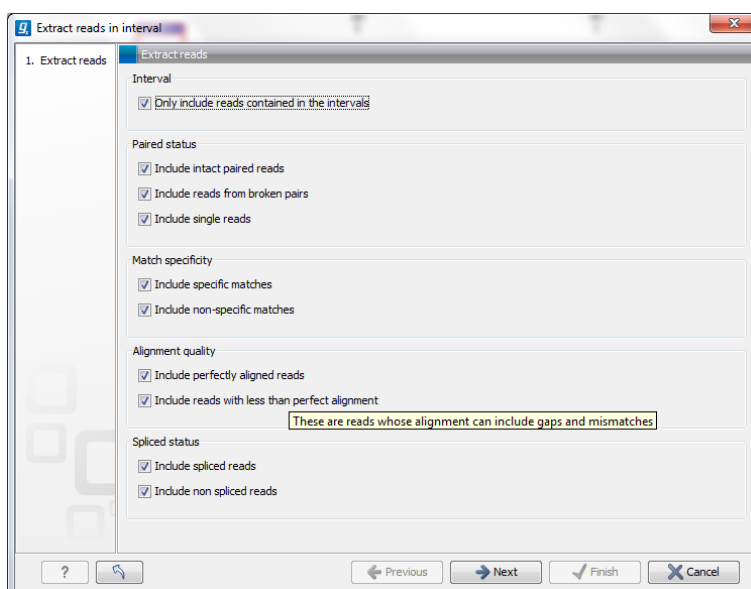 Extract reads in interval
1. Extract reads
Extract reads
Interval
Only include reads contained in the intervals
Paired status
Include intact paired reads
Include reads from broken pairs
Include single reads
Match specificity
Include specific matches
Include non-specific matches
Alignment quality
Include perfectly aligned reads
Include reads with less than perfect alignment
These are reads whose alignment can include gaps and mismatches
Spliced status
Include spliced reads
Include non spliced reads
? Previous Next Finish Cancel